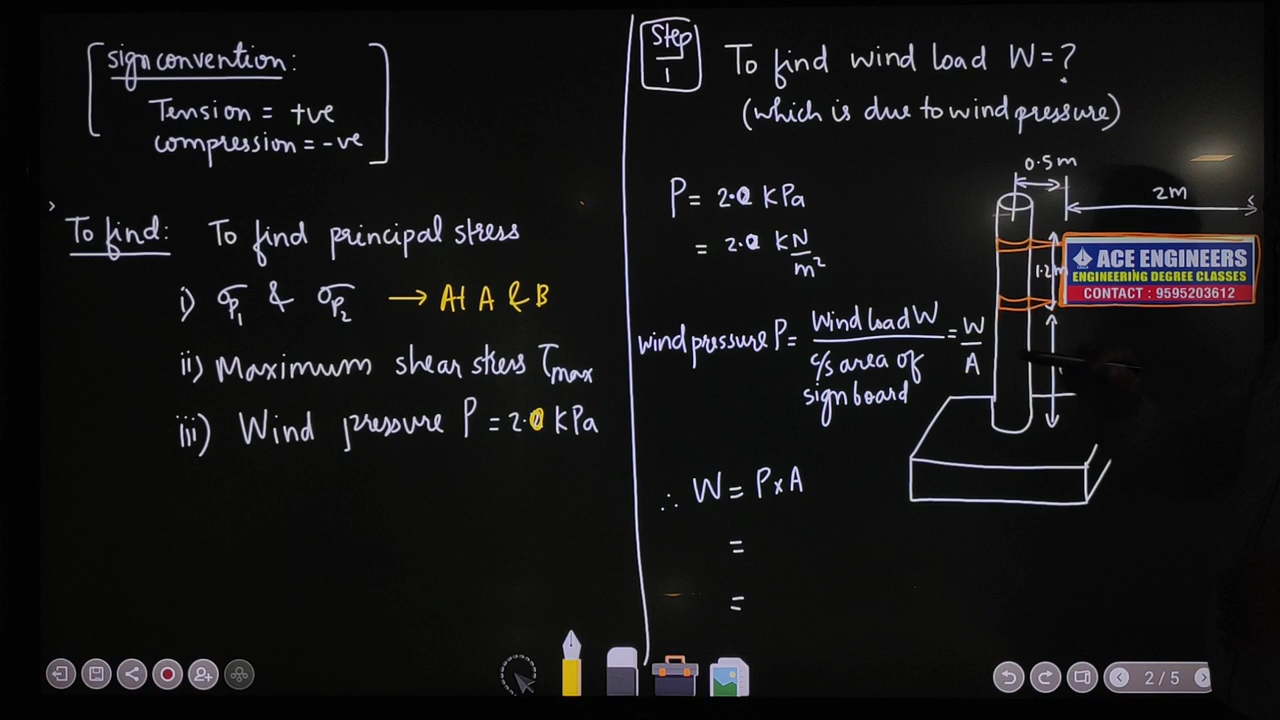 sign convention:
Tension = +ve
compression = -ve
To find: To find principal stress
i) σp1 & σp2 → At A & B
ii) Maximum shear stress τmax
iii) Wind pressure P = 2.0 kPa
Step
1
To find wind load W = ?
(which is due to wind pressure)
P = 2.0 kPa
= 2.0 kN/m²
wind pressure P = Wind load W / c/s area of sign board = W/A
∴ W = P x A
=
=
0.5m
2m
1.2m
ACE ENGINEERS
ENGINEERING DEGREE CLASSES
CONTACT : 9595203612
2 / 5